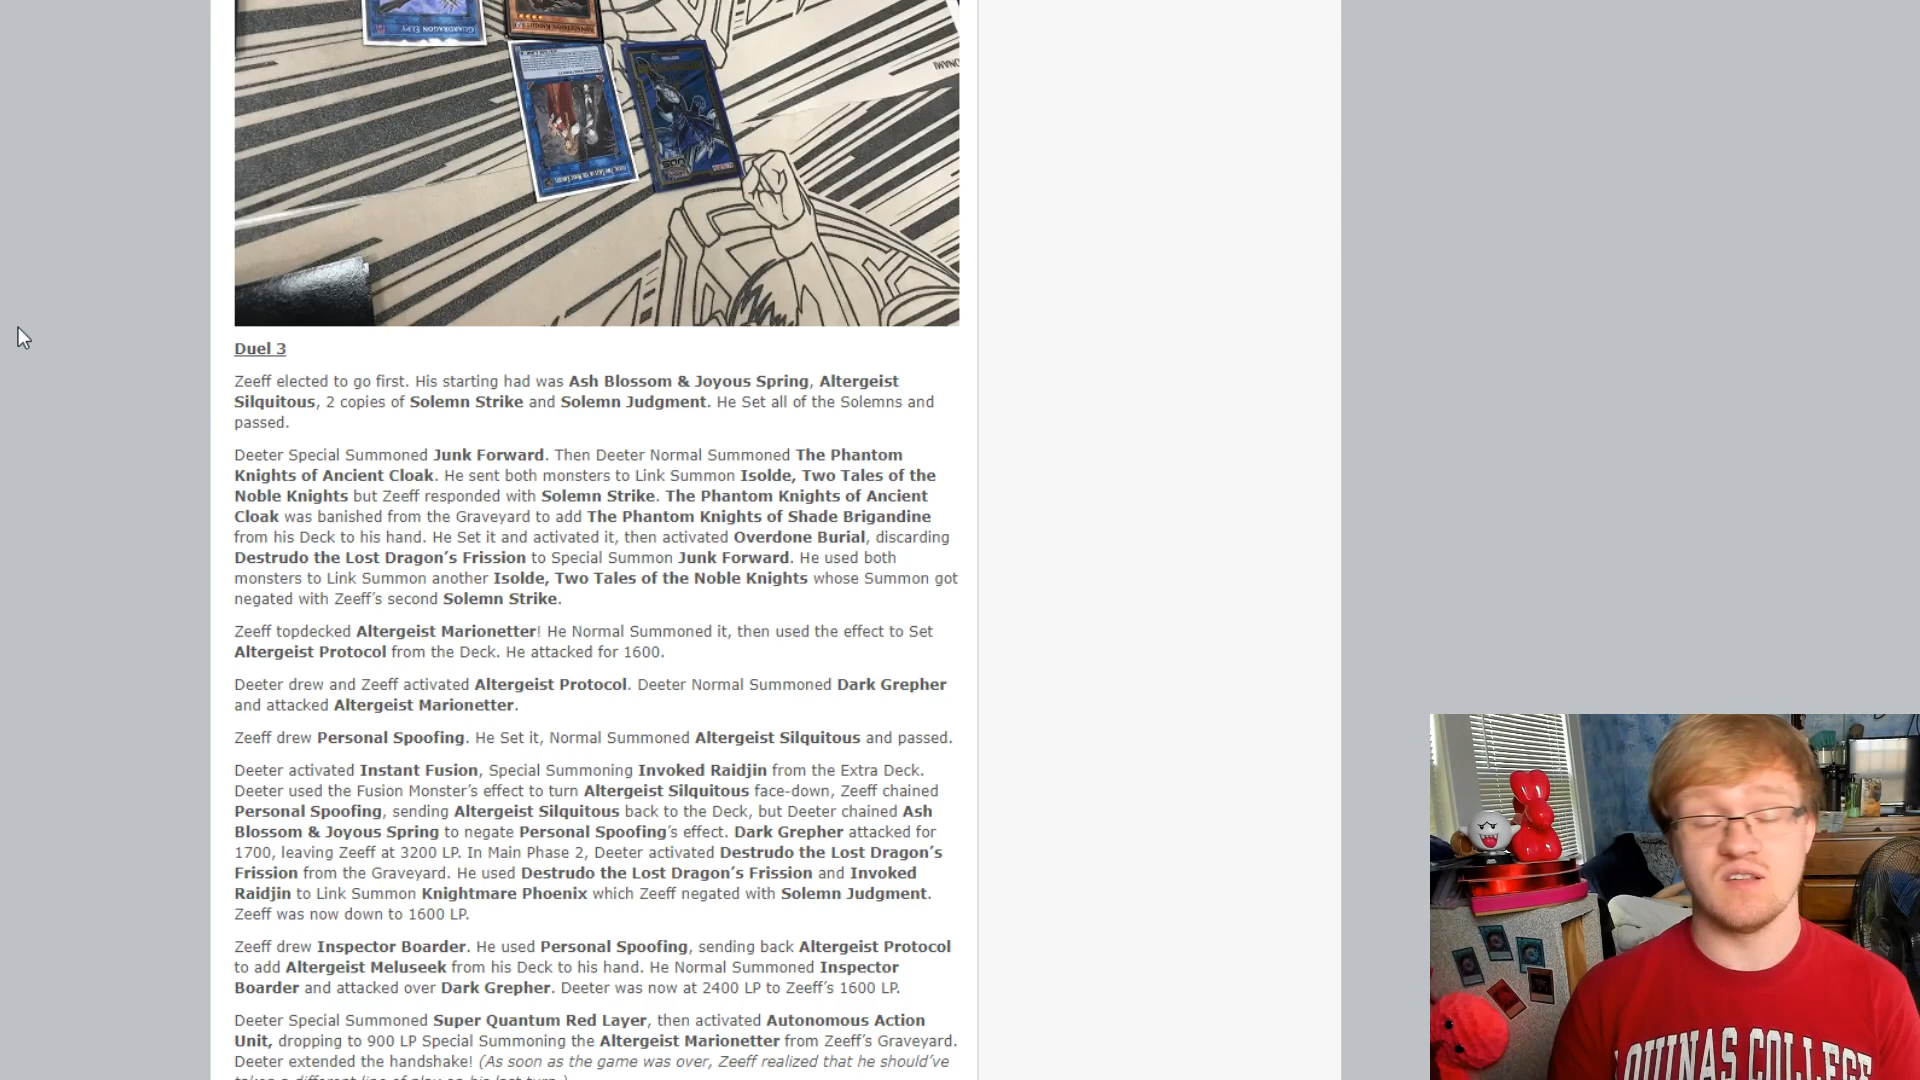 GUARDRAGON ELPY
KONAMI
Duel 3
Zeeff elected to go first. His starting had was Ash Blossom & Joyous Spring, Altergeist
Silquitous, 2 copies of Solemn Strike and Solemn Judgment. He Set all of the Solemns and
passed.
Deeter Special Summoned Junk Forward. Then Deeter Normal Summoned The Phantom
Knights of Ancient Cloak. He sent both monsters to Link Summon Isolde, Two Tales of the
Noble Knights but Zeeff responded with Solemn Strike. The Phantom Knights of Ancient
Cloak was banished from the Graveyard to add The Phantom Knights of Shade Brigandine
from his Deck to his hand. He Set it and activated it, then activated Overdone Burial, discarding
Destrudo the Lost Dragon’s Frission to Special Summon Junk Forward. He used both
monsters to Link Summon another Isolde, Two Tales of the Noble Knights whose Summon got
negated with Zeeff’s second Solemn Strike.
Zeeff topdecked Altergeist Marionetter! He Normal Summoned it, then used the effect to Set
Altergeist Protocol from the Deck. He attacked for 1600.
Deeter drew and Zeeff activated Altergeist Protocol. Deeter Normal Summoned Dark Grepher
and attacked Altergeist Marionetter.
Zeeff drew Personal Spoofing. He Set it, Normal Summoned Altergeist Silquitous and passed.
Deeter activated Instant Fusion, Special Summoning Invoked Raidjin from the Extra Deck.
Deeter used the Fusion Monster’s effect to turn Altergeist Silquitous face-down, Zeeff chained
Personal Spoofing, sending Altergeist Silquitous back to the Deck, but Deeter chained Ash
Blossom & Joyous Spring to negate Personal Spoofing’s effect. Dark Grepher attacked for
1700, leaving Zeeff at 3200 LP. In Main Phase 2, Deeter activated Destrudo the Lost Dragon’s
Frission from the Graveyard. He used Destrudo the Lost Dragon’s Frission and Invoked
Raidjin to Link Summon Knightmare Phoenix which Zeeff negated with Solemn Judgment.
Zeeff was now down to 1600 LP.
Zeeff drew Inspector Boarder. He used Personal Spoofing, sending back Altergeist Protocol
to add Altergeist Meluseek from his Deck to his hand. He Normal Summoned Inspector
Boarder and attacked over Dark Grepher. Deeter was now at 2400 LP to Zeeff’s 1600 LP.
Deeter Special Summoned Super Quantum Red Layer, then activated Autonomous Action
Unit, dropping to 900 LP Special Summoning the Altergeist Marionetter from Zeeff’s Graveyard.
Deeter extended the handshake! (As soon as the game was over, Zeeff realized that he should’ve
taken a different line of play on his last turn.)
QUINAS COLLEGE